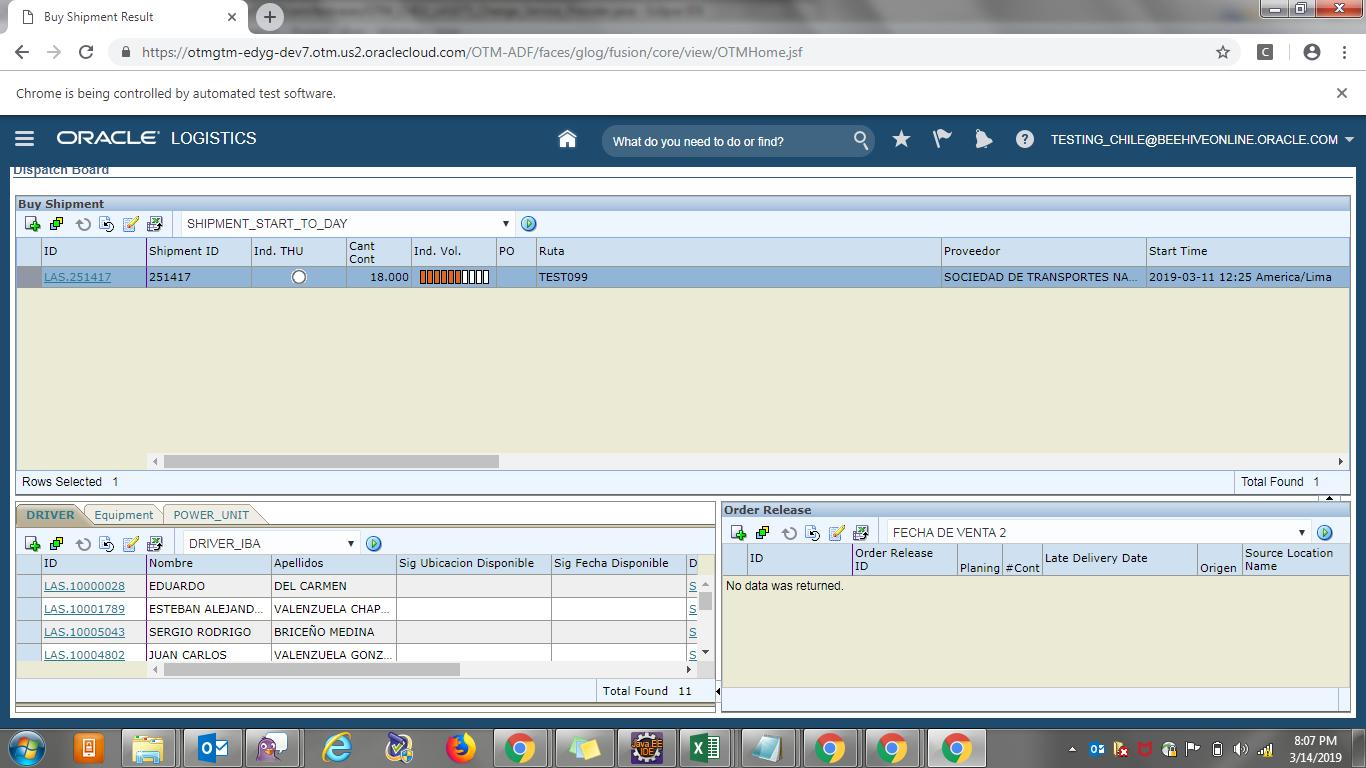 Buy Shipment Result
https://otmgtm-edyg-dev7.otm.us2.oraclecloud.com/OTM-ADF/faces/glog/fusion/core/view/OTMHome.jsf
C
Chrome is being controlled by automated test software.
ORACLE LOGISTICS
What do you need to do or find?
TESTING_CHILE@BEEHIVEONLINE.ORACLE.COM
Dispatch Board
Buy Shipment
SHIPMENT_START_TO_DAY
ID Shipment ID Ind. THU Cant Cont Ind. Vol. PO Ruta Proveedor Start Time
LAS.251417 251417 18.000 TEST099 SOCIEDAD DE TRANSPORTES NA... 2019-03-11 12:25 America/Lima
Rows Selected 1
Total Found 1
DRIVER Equipment POWER_UNIT
DRIVER_IBA
ID Nombre Apellidos Sig Ubicacion Disponible Sig Fecha Disponible D
LAS.10000028 EDUARDO DEL CARMEN S
LAS.10001789 ESTEBAN ALEJAND... VALENZUELA CHAP... S
LAS.10005043 SERGIO RODRIGO BRICEÑO MEDINA S
LAS.10004802 JUAN CARLOS VALENZUELA GONZ... S
Total Found 11
Order Release
FECHA DE VENTA 2
ID Order Release ID Planing #Cont Late Delivery Date Origen Source Location Name
No data was returned.
Java EE
IDE
8:07 PM
3/14/2019